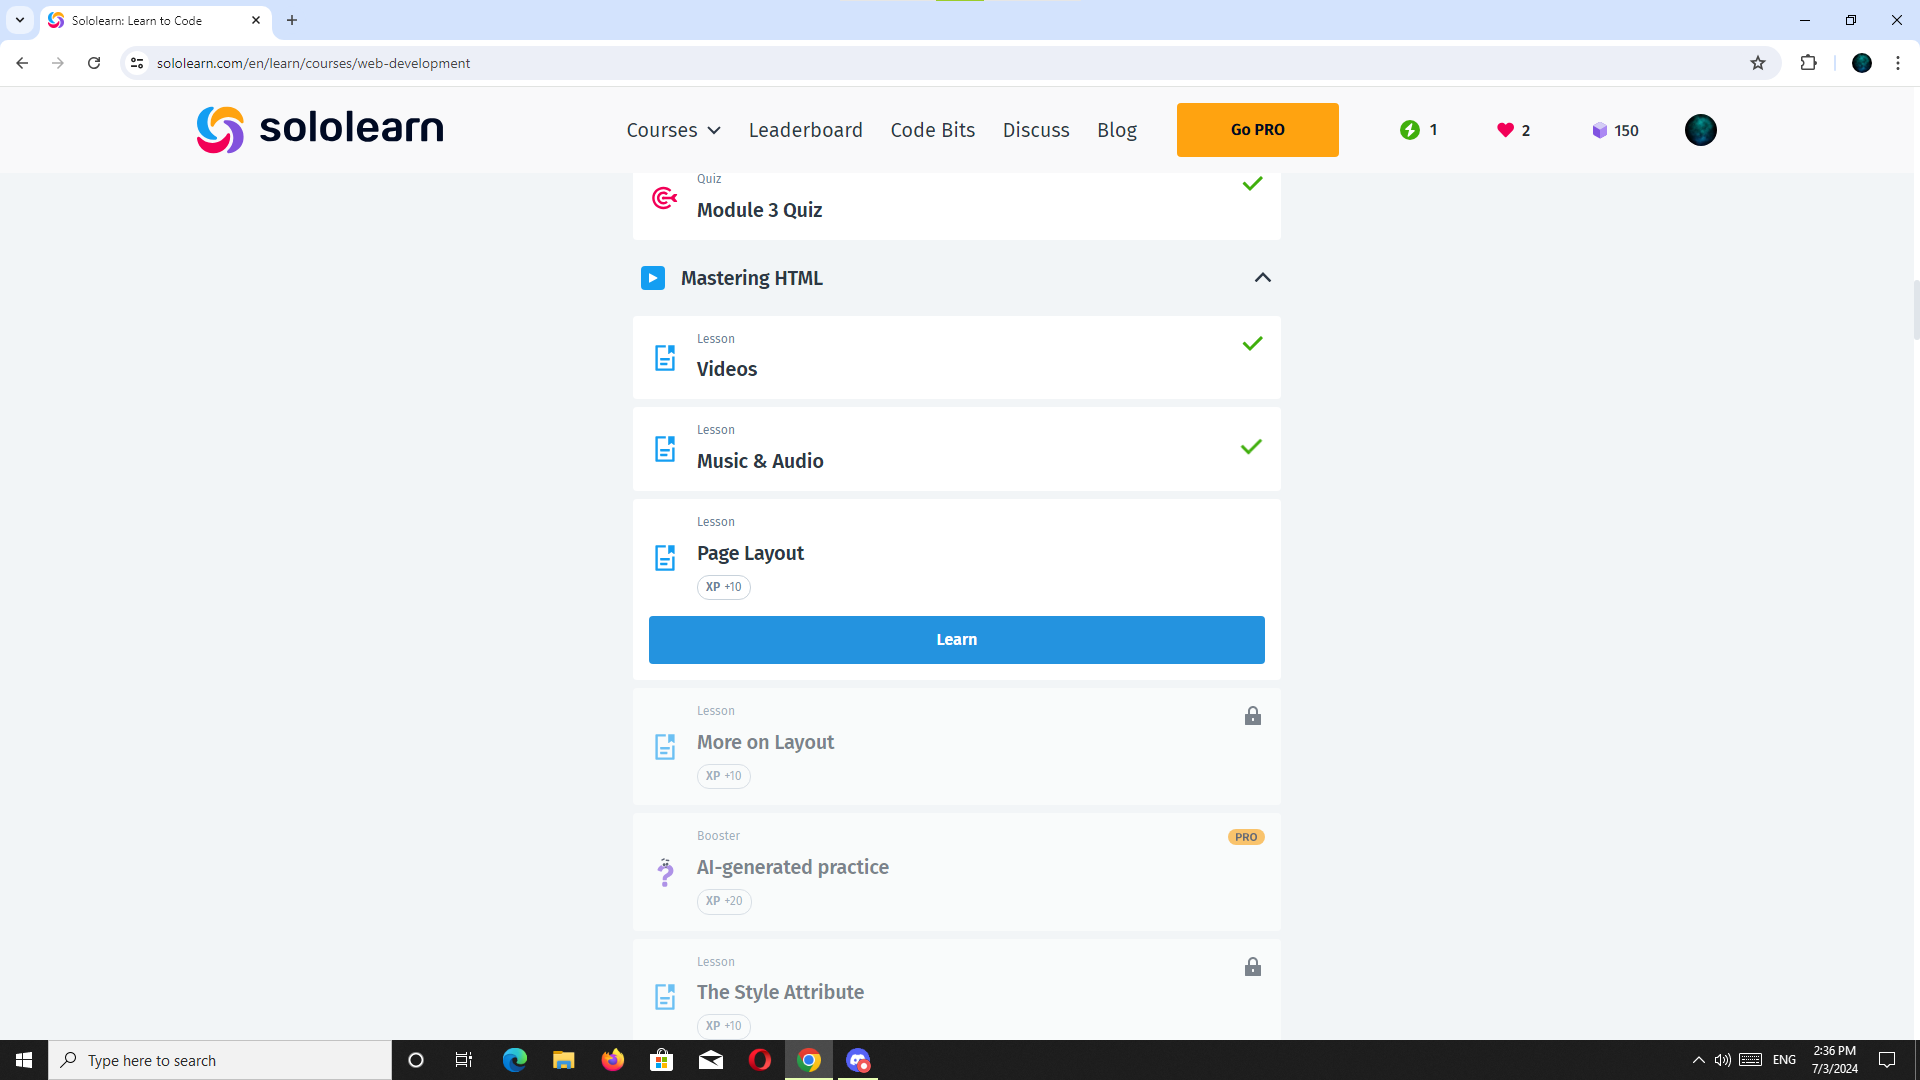 Sololearn: Learn to Code
sololearn.com/en/learn/courses/web-development
sololearn
Courses
Leaderboard
Code Bits
Discuss
Blog
Go PRO
1
2
150
Quiz
Module 3 Quiz
Mastering HTML
Lesson
Videos
Lesson
Music & Audio
Lesson
Page Layout
XP +10
Learn
Lesson
More on Layout
XP +10
Booster
PRO
AI-generated practice
XP +20
Lesson
The Style Attribute
XP +10
Type here to search
ENG
2:36 PM
7/3/2024